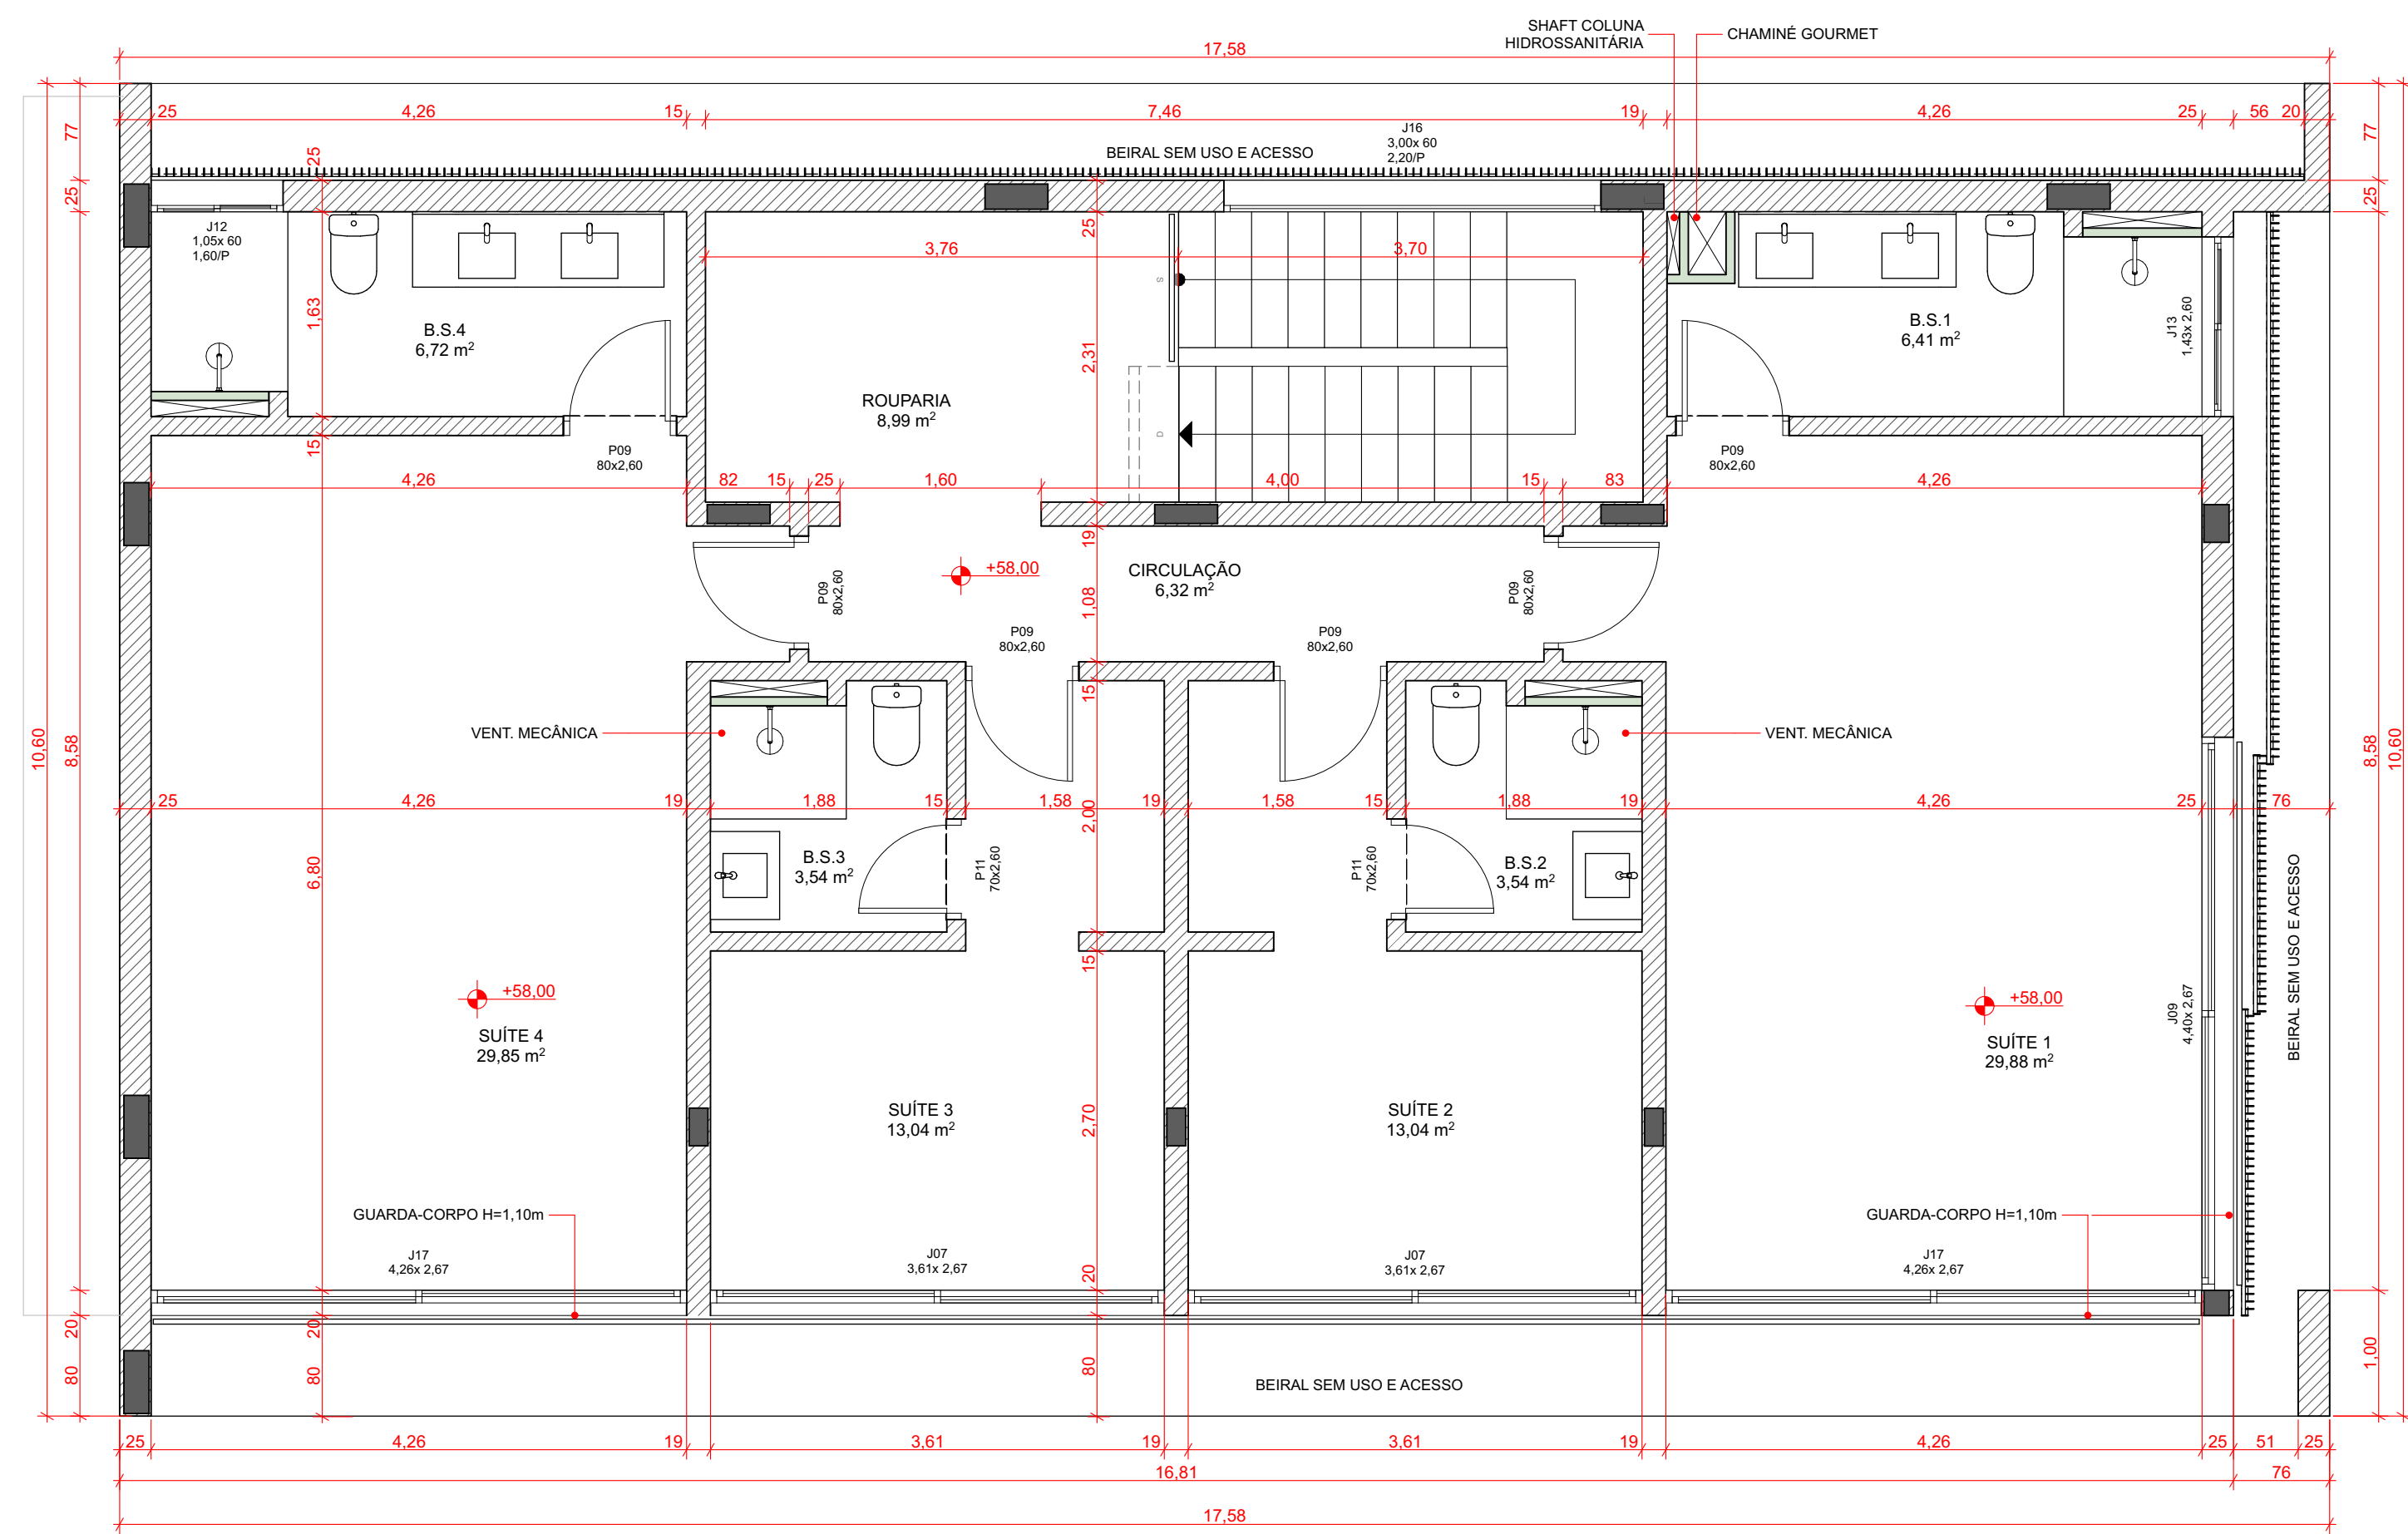 SHAFT COLUNA
HIDROSSANITÁRIA
CHAMINÉ GOURMET
17,58
25
4,26
15
7,46
19
4,26
25
56
20
77
77
J16
3,00x 60
2,20/P
BEIRAL SEM USO E ACESSO
25
25
25
25
J12
1,05x 60
1,60/P
3,76
3,70
S
1,63
B.S.4
6,72 m²
2,31
B.S.1
6,41 m²
J13
1,43x 2,60
ROUPARIA
8,99 m²
D
15
P09
80x2,60
P09
80x2,60
4,26
82
15
25
1,60
4,00
15
83
4,26
19
+58,00
CIRCULAÇÃO
6,32 m²
P09
80x2,60
P09
80x2,60
1,08
P09
80x2,60
P09
80x2,60
15
VENT. MECÂNICA
VENT. MECÂNICA
10,60
8,58
8,58
10,60
25
4,26
19
1,88
15
1,58
19
1,58
15
1,88
19
4,26
25
76
2,00
6,80
B.S.3
3,54 m²
P11
70x2,60
P11
70x2,60
B.S.2
3,54 m²
BEIRAL SEM USO E ACESSO
15
+58,00
+58,00
J09
4,40x 2,67
SUÍTE 4
29,85 m²
SUÍTE 1
29,88 m²
SUÍTE 3
13,04 m²
2,70
SUÍTE 2
13,04 m²
GUARDA-CORPO H=1,10m
GUARDA-CORPO H=1,10m
J17
4,26x 2,67
J07
3,61x 2,67
J07
3,61x 2,67
J17
4,26x 2,67
20
20
20
80
80
80
1,00
BEIRAL SEM USO E ACESSO
25
4,26
19
3,61
19
3,61
19
4,26
25
51
25
16,81
76
17,58